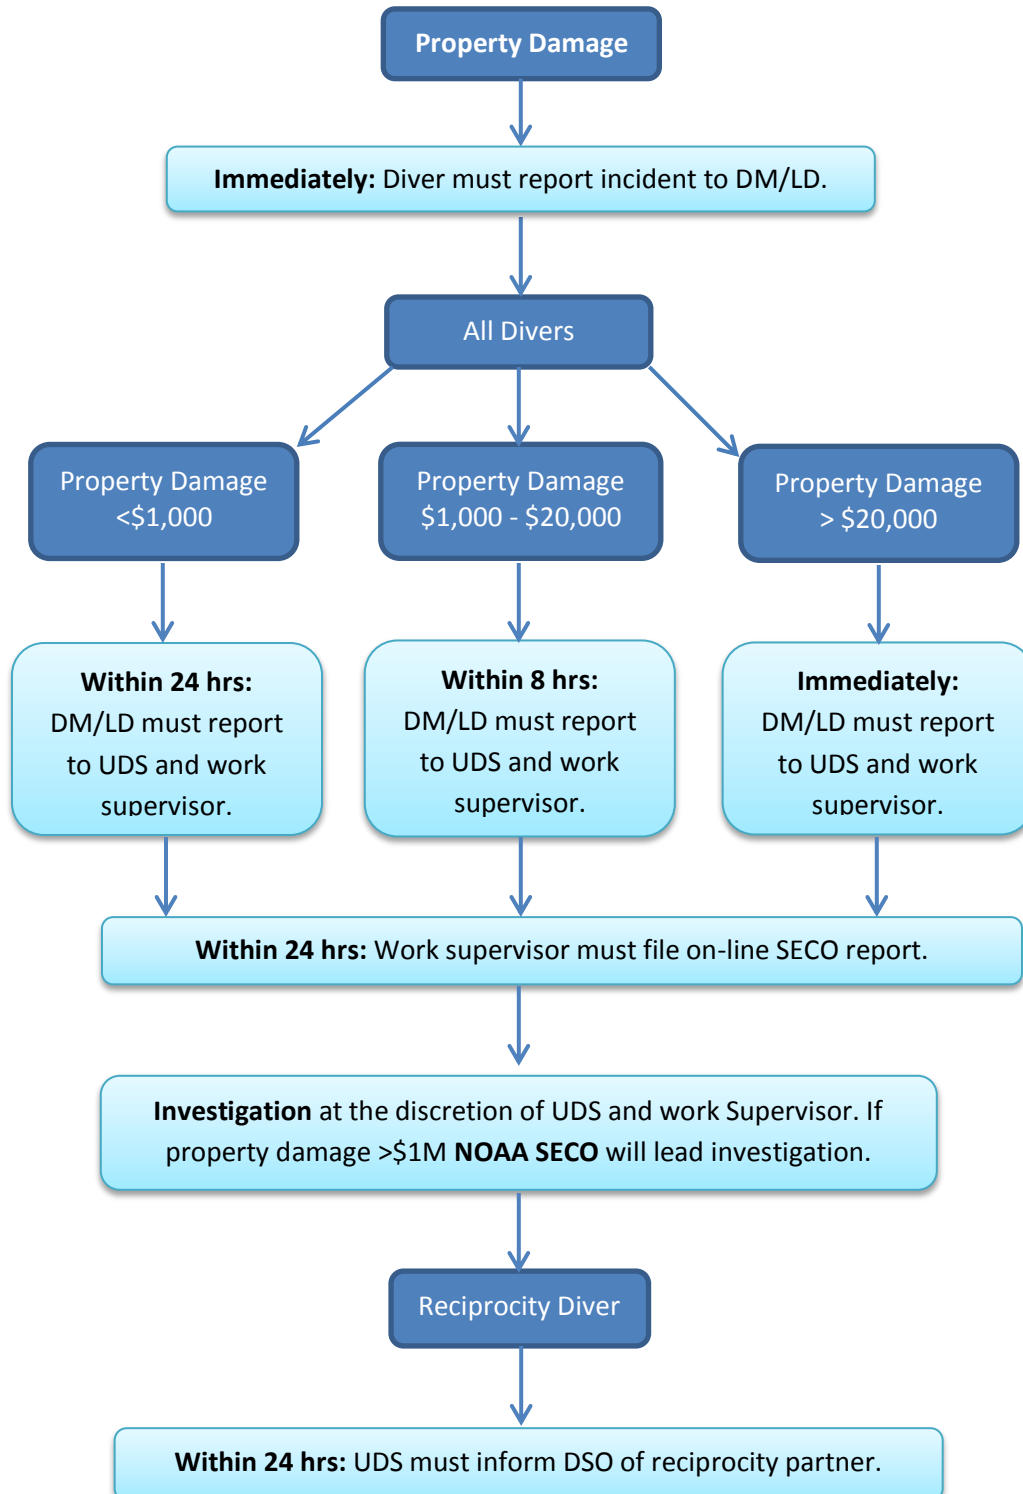 Property Damage
Immediately: Diver must report incident to DM/LD.
All Divers
Property Damage
<$1,000
Property Damage
$1,000 - $20,000
Property Damage
> $20,000
Within 24 hrs:
DM/LD must report
to UDS and work
supervisor.
Within 8 hrs:
DM/LD must report
to UDS and work
supervisor.
Immediately:
DM/LD must report
to UDS and work
supervisor.
Within 24 hrs: Work supervisor must file on-line SECO report.
Investigation at the discretion of UDS and work Supervisor. If
property damage >$1M NOAA SECO will lead investigation.
Reciprocity Diver
Within 24 hrs: UDS must inform DSO of reciprocity partner.